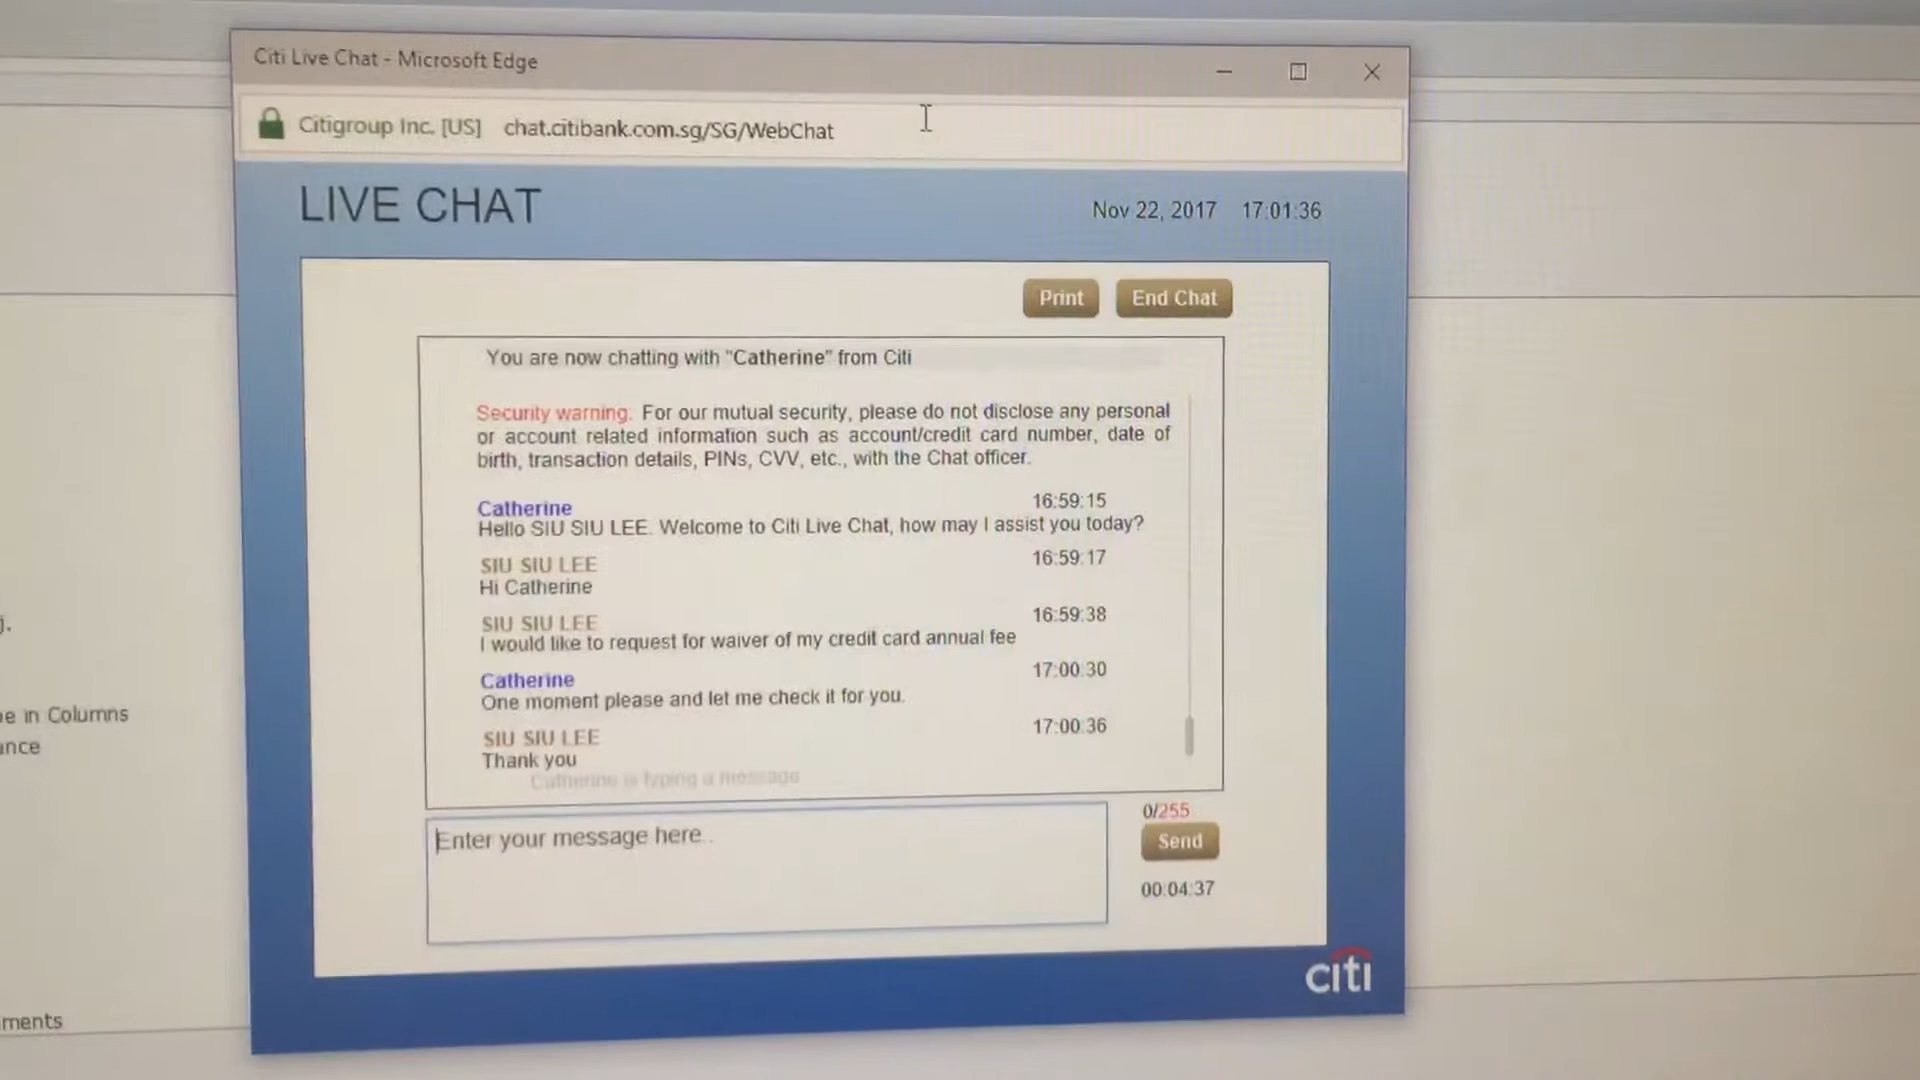 Citi Live Chat - Microsoft Edge
Citigroup Inc. [US] chat.citibank.com.sg/SG/WebChat
LIVE CHAT
Nov 22, 2017 17:01:36
Print End Chat
You are now chatting with "Catherine" from Citi
Security warning: For our mutual security, please do not disclose any personal
or account related information such as account/credit card number, date of
birth, transaction details, PINs, CVV, etc., with the Chat officer.
Catherine 16:59:15
Hello SIU SIU LEE. Welcome to Citi Live Chat, how may I assist you today?
SIU SIU LEE 16:59:17
Hi Catherine
SIU SIU LEE 16:59:38
I would like to request for waiver of my credit card annual fee
Catherine 17:00:30
One moment please and let me check it for you.
SIU SIU LEE 17:00:36
Thank you
Catherine is typing a message
0/255
Enter your message here..
Send
00:04:37
citi
in Columns